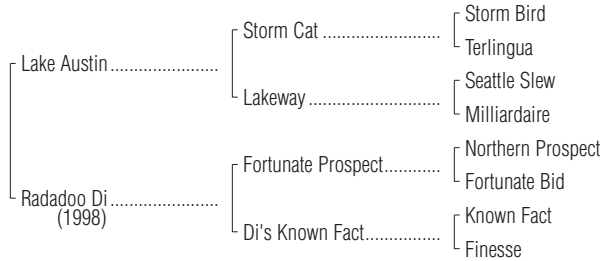 Storm Bird
Storm Cat ..............................
Terlingua
Lake Austin ...........................
Seattle Slew
Lakeway ..................................
Milliardaire
Northern Prospect
Fortunate Prospect .............
Fortunate Bid
Radadoo Di ...........................
(1998)
Known Fact
Di's Known Fact ...................
Finesse